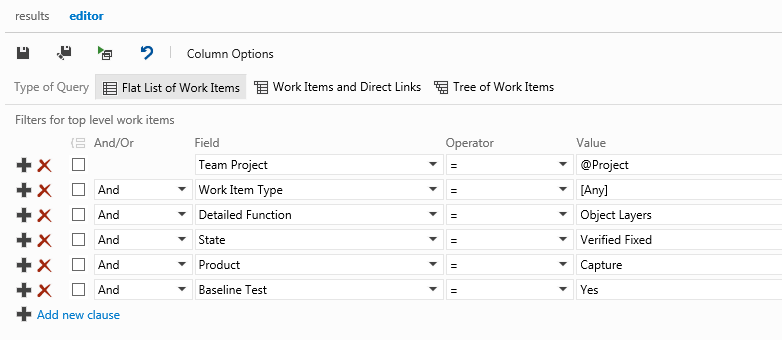 results editor
Column Options
Type of Query Flat List of Work Items Work Items and Direct Links Tree of Work Items
Filters for top level work items
And/Or Field Operator Value
Team Project = @Project
And Work Item Type = [Any]
And Detailed Function = Object Layers
And State = Verified Fixed
And Product = Capture
And Baseline Test = Yes
Add new clause